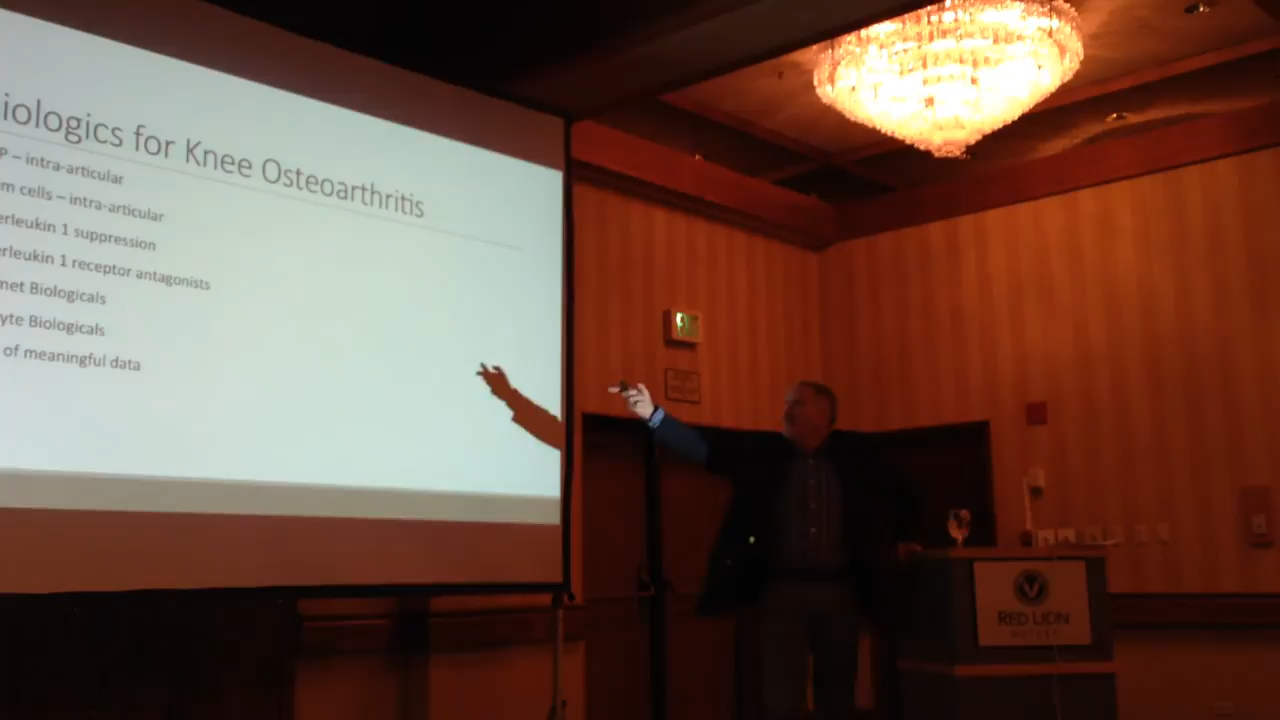 iologics for Knee Osteoarthritis
P – intra-articular
m cells – intra-articular
erleukin 1 suppression
erleukin 1 receptor antagonists
met Biologicals
yte Biologicals
of meaningful data
RED LION
HOTELS